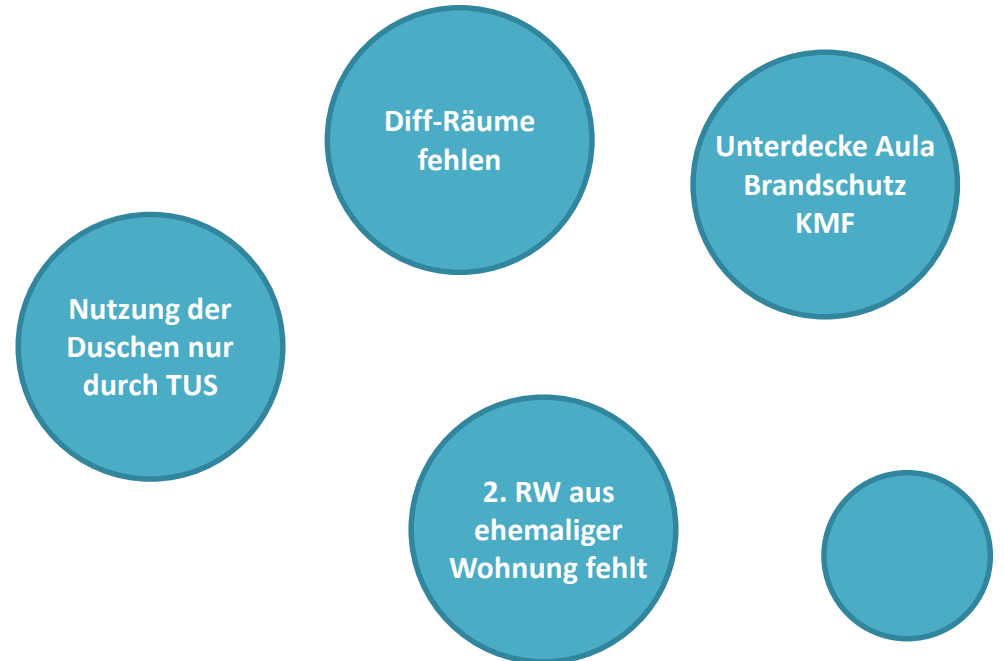 Diff-Räume
fehlen
Unterdecke Aula
Brandschutz
KMF
Nutzung der
Duschen nur
durch TUS
2. RW aus
ehemaliger
Wohnung fehlt